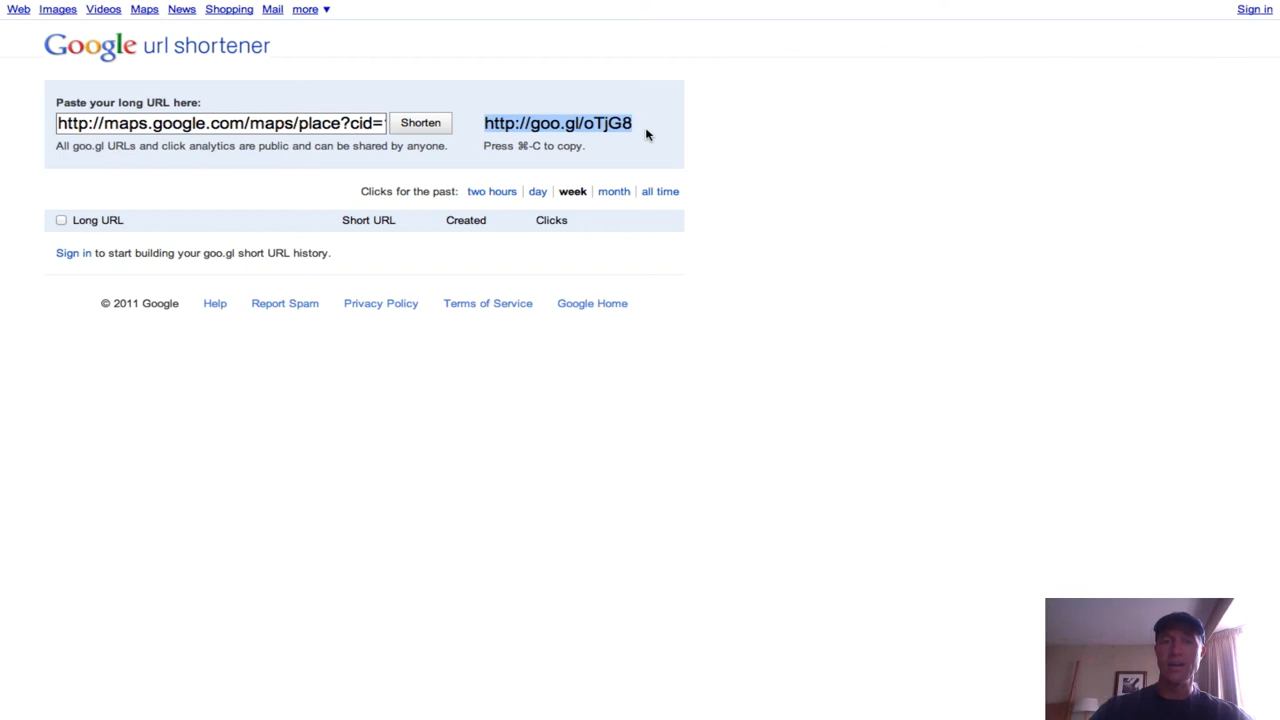 Web Images Videos Maps News Shopping Mail more ▼ Sign in
Google url shortener
Paste your long URL here:
http://maps.google.com/maps/place?cid= Shorten http://goo.gl/oTjG8
All goo.gl URLs and click analytics are public and can be shared by anyone. Press ⌘-C to copy.
Clicks for the past: two hours | day | week | month | all time
Long URL Short URL Created Clicks
Sign in to start building your goo.gl short URL history.
© 2011 Google Help Report Spam Privacy Policy Terms of Service Google Home